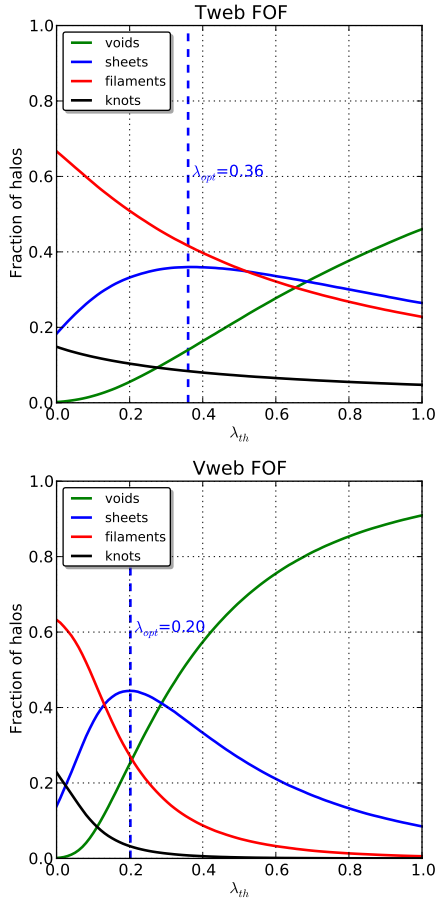 Tweb FOF
1.0
0.8
0.6
0.4
0.2
0.0
Fraction of halos
voids
sheets
filaments
knots
λopt=0.36
0.0 0.2 0.4 0.6 0.8 1.0
λth
Vweb FOF
1.0
0.8
0.6
0.4
0.2
0.0
Fraction of halos
voids
sheets
filaments
knots
λopt=0.20
0.0 0.2 0.4 0.6 0.8 1.0
λth